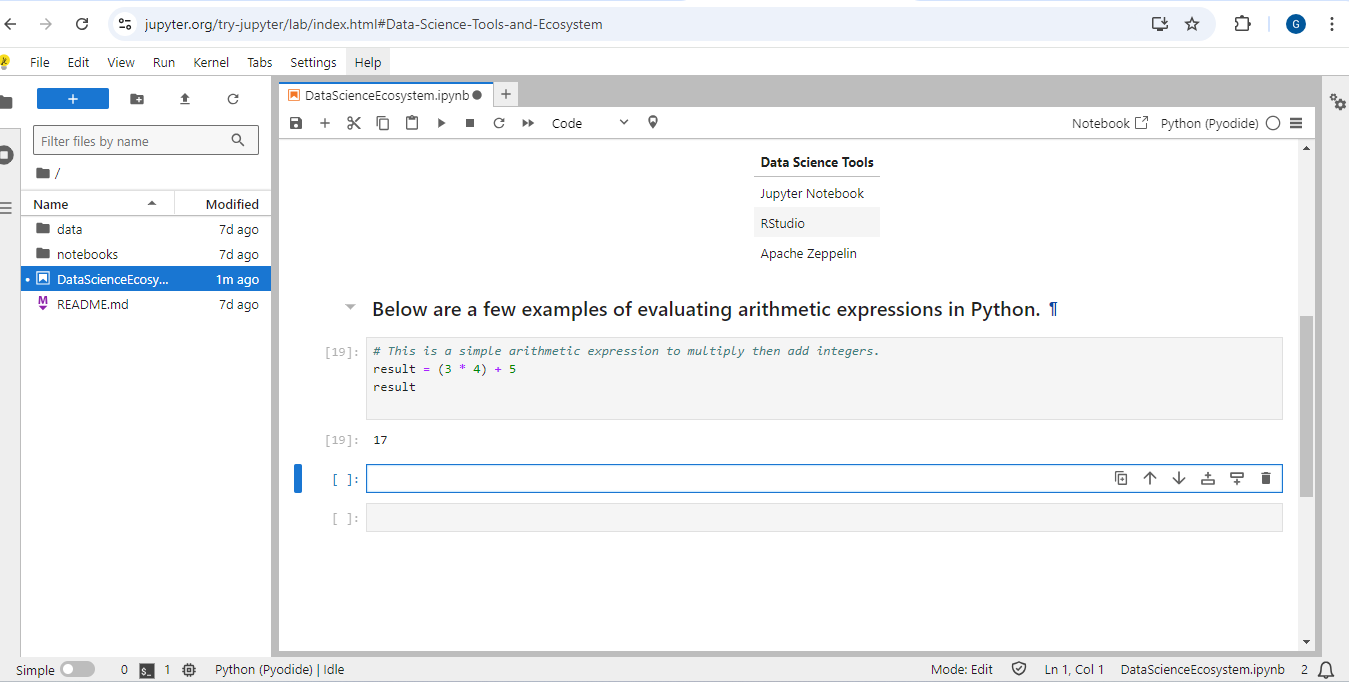 jupyter.org/try-jupyter/lab/index.html#Data-Science-Tools-and-Ecosystem
G
File Edit View Run Kernel Tabs Settings Help
DataScienceEcosystem.ipynb
Code
Notebook Python (Pyodide)
Filter files by name
/
Name Modified
data 7d ago
notebooks 7d ago
DataScienceEcosy... 1m ago
M README.md 7d ago
Data Science Tools
Jupyter Notebook
RStudio
Apache Zeppelin
Below are a few examples of evaluating arithmetic expressions in Python. ¶
[19]: # This is a simple arithmetic expression to multiply then add integers.
result = (3 * 4) + 5
result
[19]: 17
[ ]:
[ ]:
Simple 0 $_ 1 Python (Pyodide) | Idle Mode: Edit Ln 1, Col 1 DataScienceEcosystem.ipynb 2